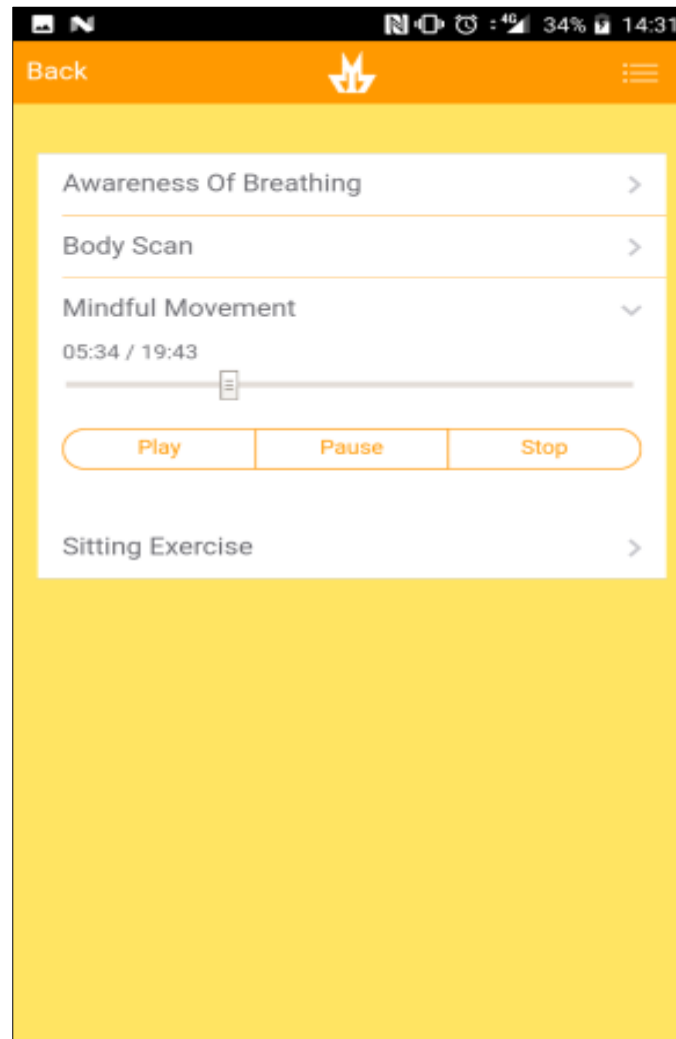 4G 34% 14:31
Back
Awareness Of Breathing
Body Scan
Mindful Movement
05:34 / 19:43
Play Pause Stop
Sitting Exercise